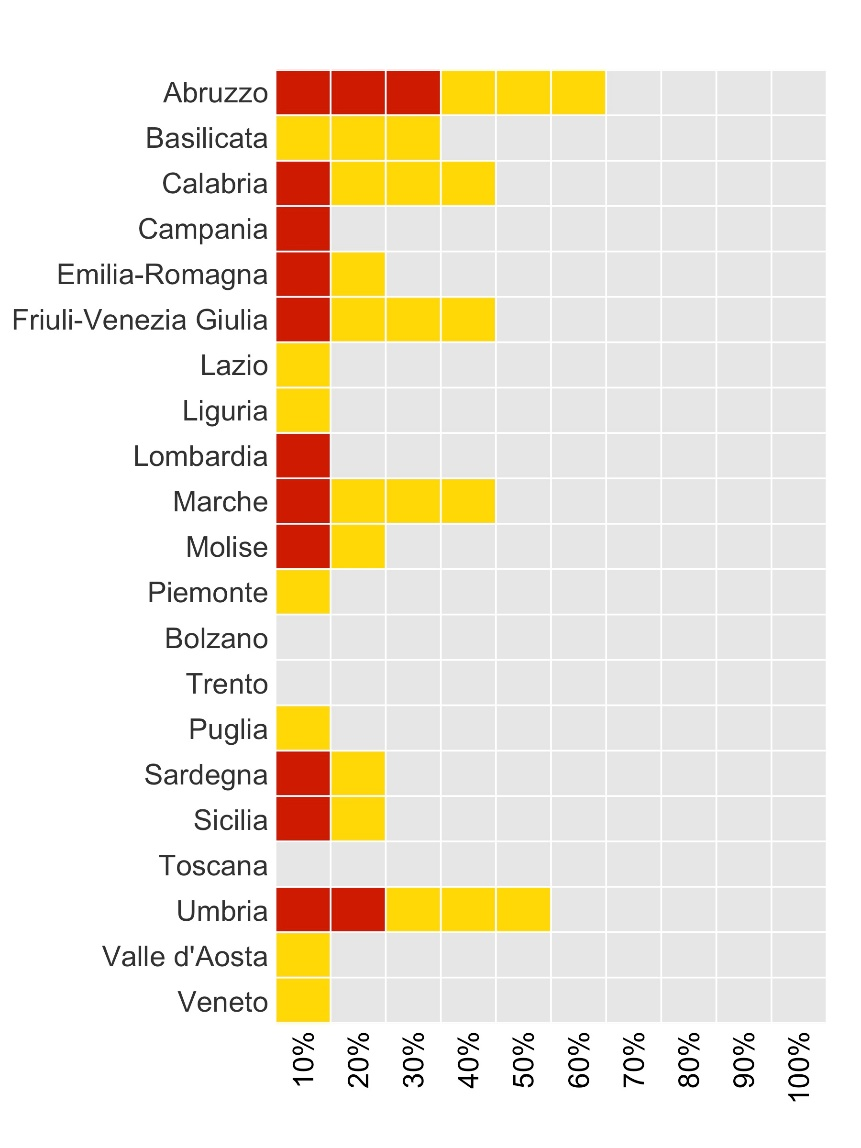 Abruzzo
Basilicata
Calabria
Campania
Emilia-Romagna
Friuli-Venezia Giulia
Lazio
Liguria
Lombardia
Marche
Molise
Piemonte
Bolzano
Trento
Puglia
Sardegna
Sicilia
Toscana
Umbria
Valle d'Aosta
Veneto
10%
20%
30%
40%
50%
60%
70%
80%
90%
100%